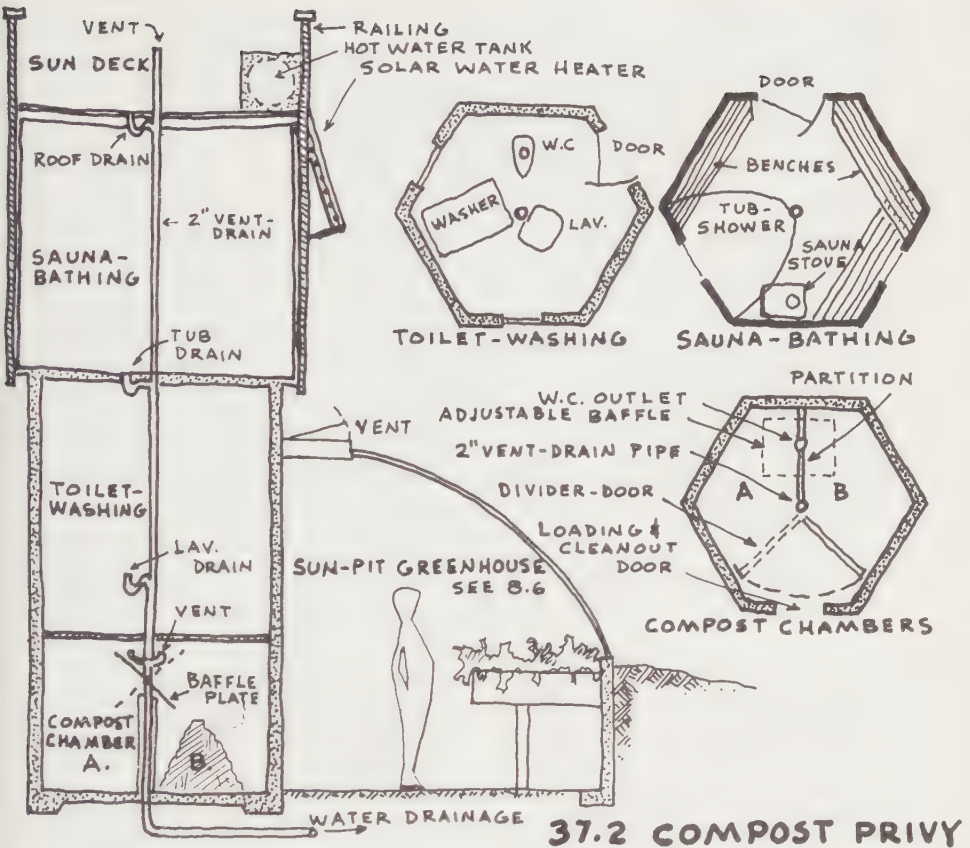 VENT
RAILING
HOT WATER TANK
SUN DECK
SOLAR WATER HEATER
ROOF DRAIN
2" VENT-
DRAIN
SAUNA-
BATHING
TUB
DRAIN
W.C
DOOR
WASHER
LAV.
TOILET-WASHING
DOOR
BENCHES
TUB-
SHOWER
SAUNA
STOVE
SAUNA-BATHING
VENT
TOILET-
WASHING
LAV.
DRAIN
VENT
BAFFLE
PLATE
COMPOST
CHAMBER
A.
B.
SUN-PIT GREENHOUSE
SEE 8.6
WATER DRAINAGE
PARTITION
W.C. OUTLET
ADJUSTABLE BAFFLE
2" VENT-DRAIN PIPE
A
B
DIVIDER-DOOR
LOADING &
CLEANOUT
DOOR
COMPOST CHAMBERS
37.2 COMPOST PRIVY